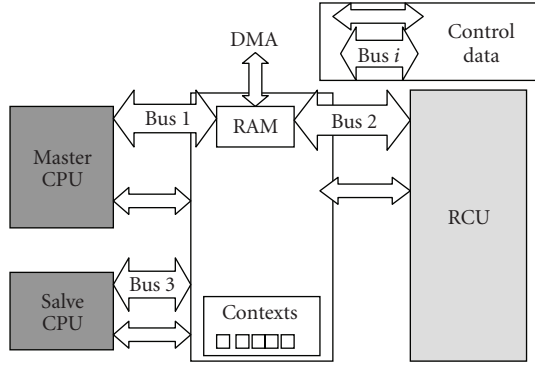 DMA
Control
data
Bus i
Bus 1
RAM
Bus 2
Master
CPU
RCU
Bus 3
Salve
CPU
Contexts